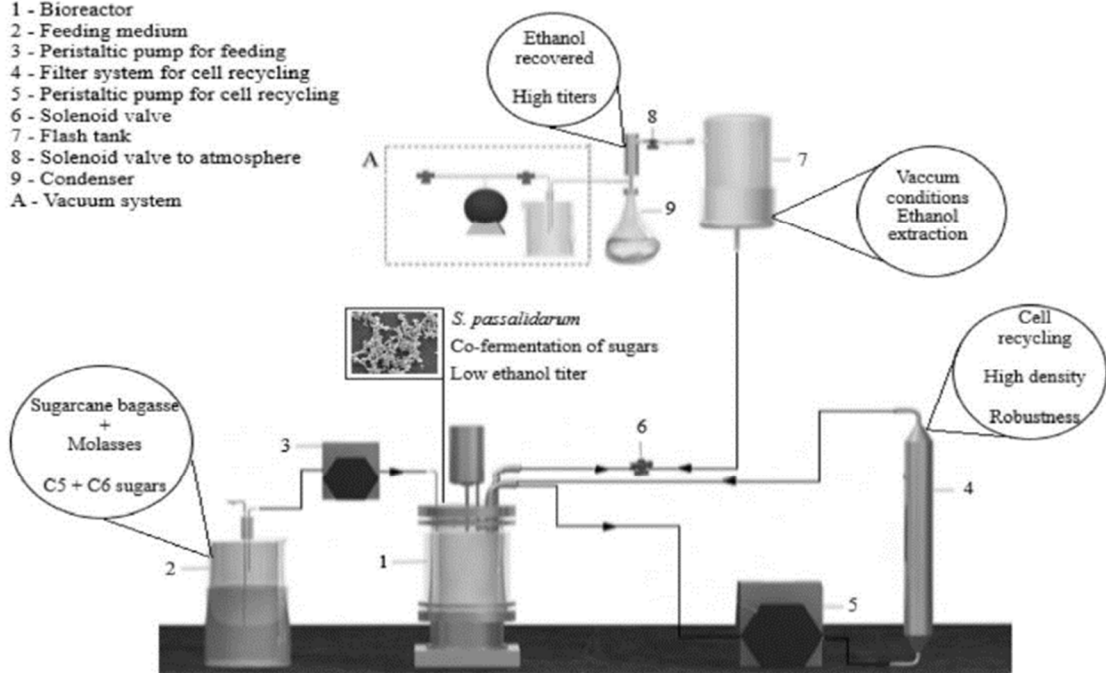 1 - Bioreactor
2 - Feeding medium
3 - Peristaltic pump for feeding
4 - Filter system for cell recycling
5 - Peristaltic pump for cell recycling
6 - Solenoid valve
7 - Flash tank
8 - Solenoid valve to atmosphere
9 - Condenser
A - Vacuum system
Ethanol
recovered
High titers
8
A
7
9
Vaccum
conditions
Ethanol
extraction
S. passalidarum
Co-fermentation of sugars
Low ethanol titer
Cell
recycling
High density
Robustness
Sugarcane bagasse
+
Molasses
C5 + C6 sugars
3
6
4
2
1
5